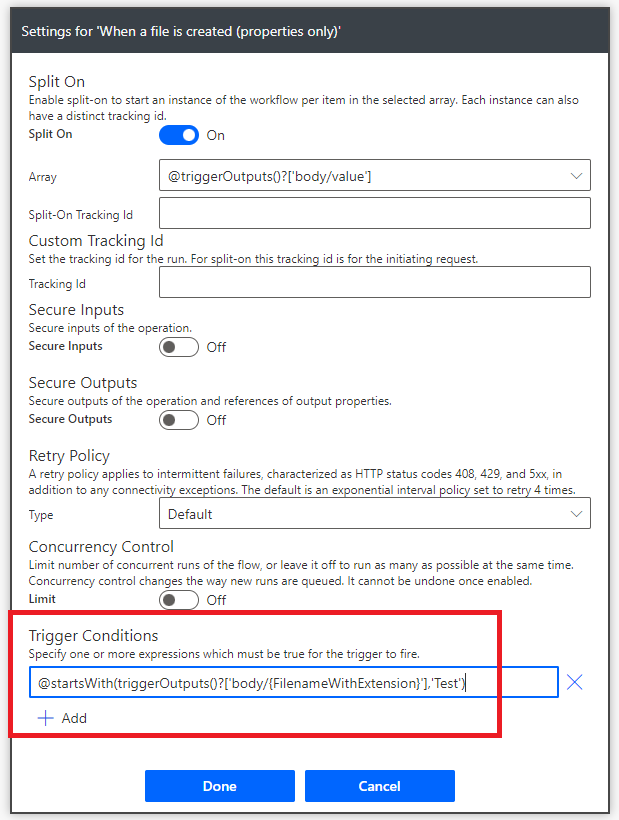 Settings for 'When a file is created (properties only)'
Split On
Enable split-on to start an instance of the workflow per item in the selected array. Each instance can also
have a distinct tracking id.
Split On
On
Array
@triggerOutputs()?['body/value']
Split-On Tracking Id
Custom Tracking Id
Set the tracking id for the run. For split-on this tracking id is for the initiating request.
Tracking Id
Secure Inputs
Secure inputs of the operation.
Secure Inputs
Off
Secure Outputs
Secure outputs of the operation and references of output properties.
Secure Outputs
Off
Retry Policy
A retry policy applies to intermittent failures, characterized as HTTP status codes 408, 429, and 5xx, in
addition to any connectivity exceptions. The default is an exponential interval policy set to retry 4 times.
Type
Default
Concurrency Control
Limit number of concurrent runs of the flow, or leave it off to run as many as possible at the same time.
Concurrency control changes the way new runs are queued. It cannot be undone once enabled.
Limit
Off
Trigger Conditions
Specify one or more expressions which must be true for the trigger to fire.
@startsWith(triggerOutputs()?['body/{FilenameWithExtension}'],'Test')
Add
Done
Cancel